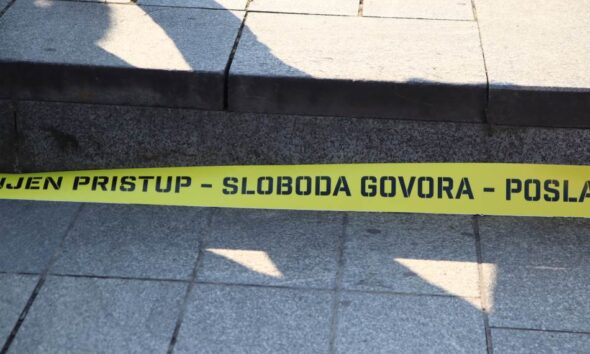 NJEN PRISTUP – SLOBODA GOVORA – POSLA